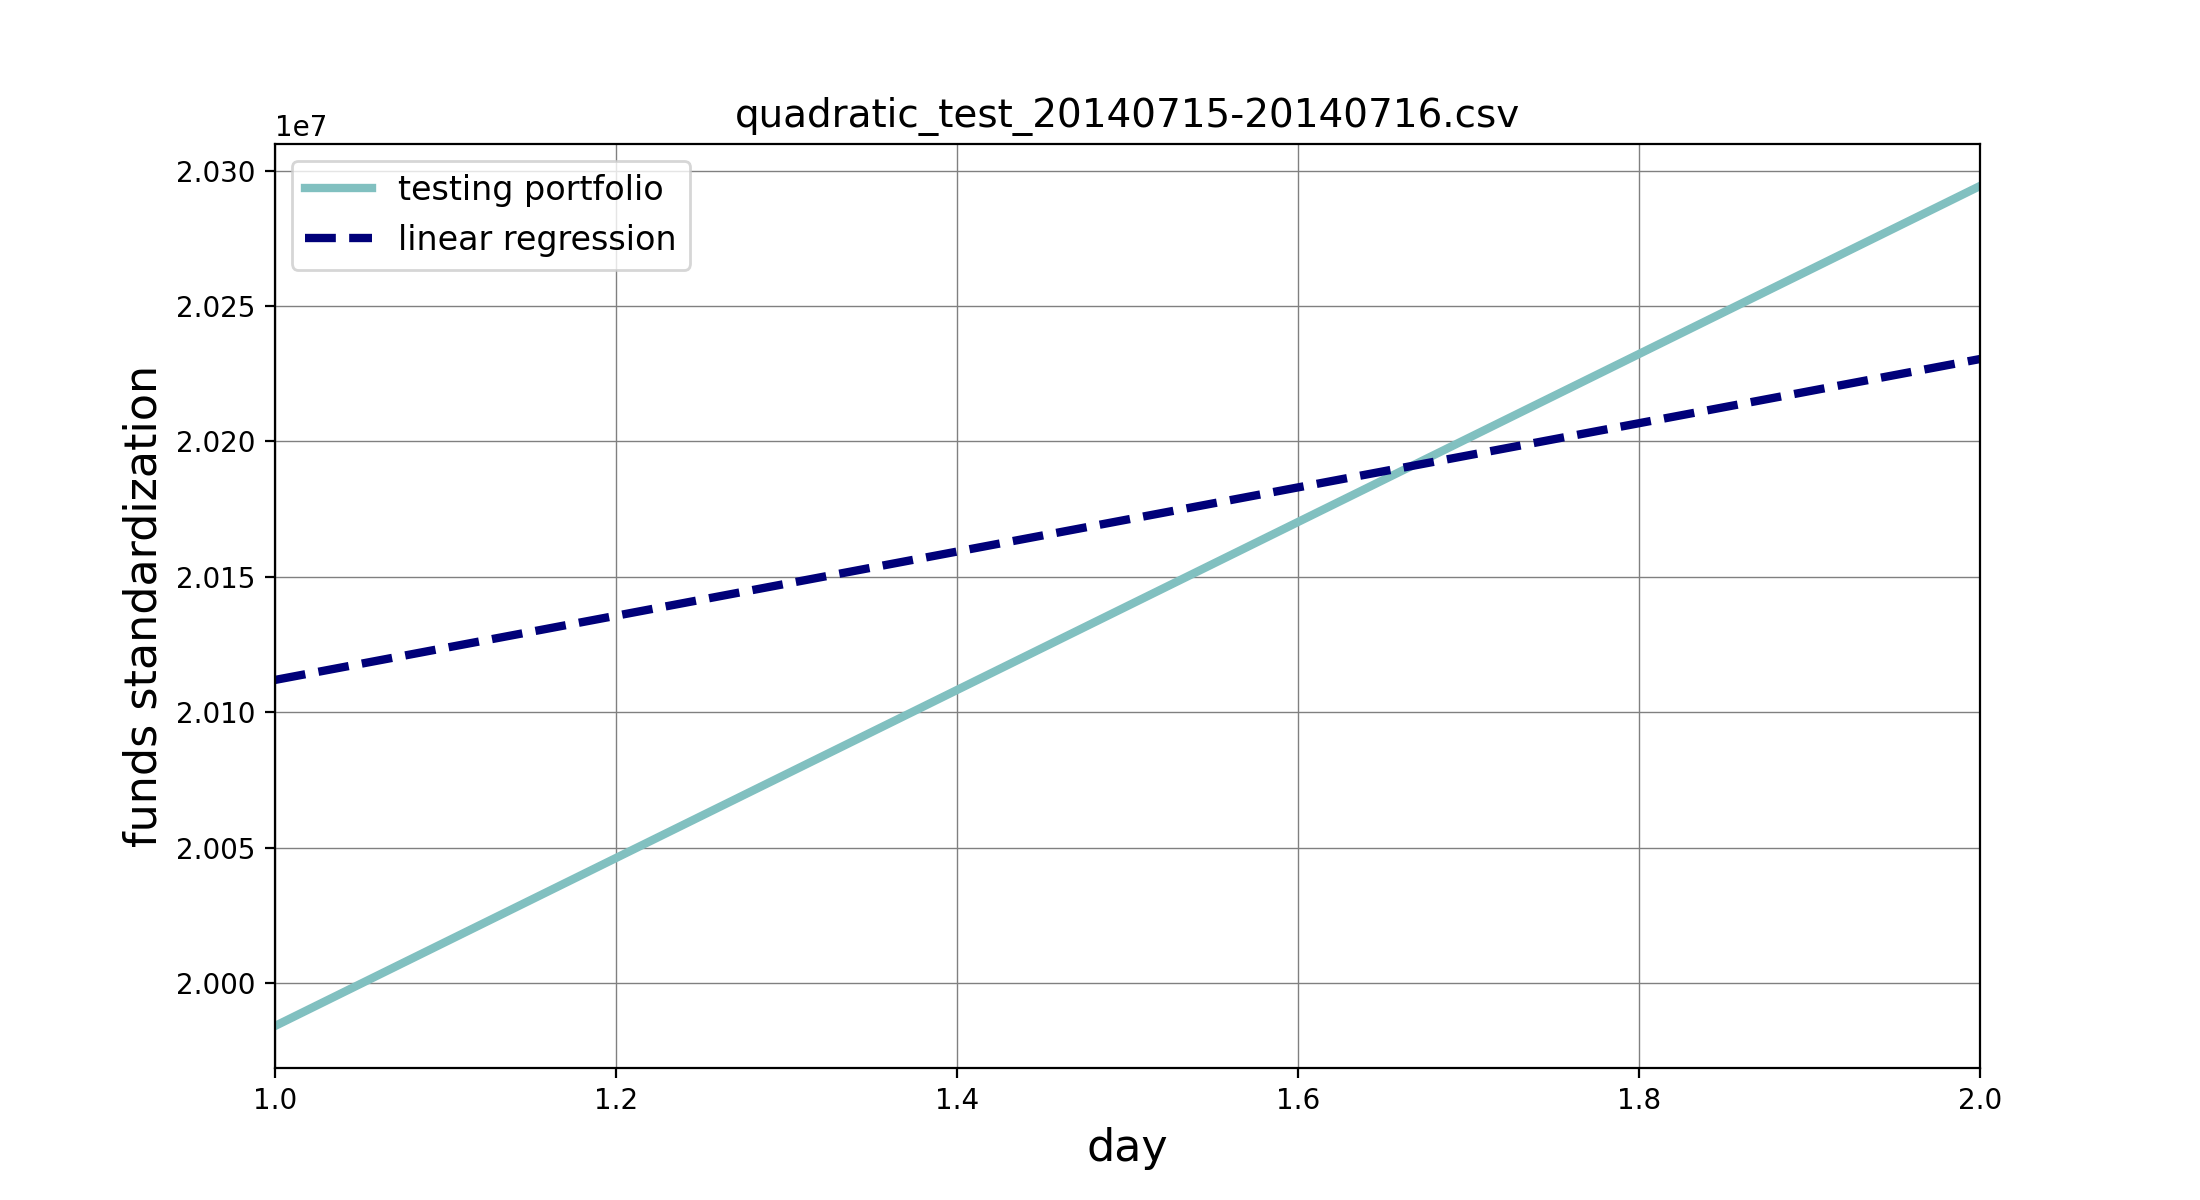 quadratic_test_20140715-20140716.csv
1e7
testing portfolio
linear regression
funds standardization
2.030
2.025
2.020
2.015
2.010
2.005
2.000
1.0 1.2 1.4 1.6 1.8 2.0
day